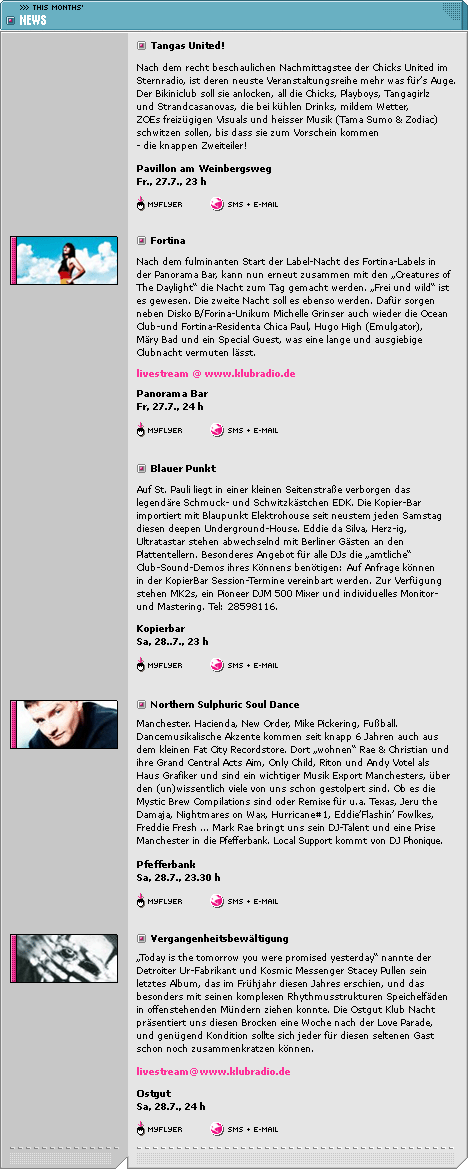 >>> THIS MONTHS'
NEWS
Tangas United!
Nach dem recht beschaulichen Nachmittagstee der Chicks United im
Sternradio, ist deren neuste Veranstaltungsreihe mehr was für's Auge.
Der Bikiniclub soll sie anlocken, all die Chicks, Playboys, Tangagirlz
und Strandcasanovas, die bei kühlen Drinks, mildem Wetter,
ZOEs freizügigen Visuals und heisser Musik (Tama Sumo & Zodiac)
schwitzen sollen, bis dass sie zum Vorschein kommen
- die knappen Zweiteiler!
Pavillon am Weinbergsweg
Fr., 27.7., 23 h
MYFLYER SMS + E-MAIL
Fortina
Nach dem fulminanten Start der Label-Nacht des Fortina-Labels in
der Panorama Bar, kann nun erneut zusammen mit den „Creatures of
The Daylight“ die Nacht zum Tag gemacht werden. „Frei und wild“ ist
es gewesen. Die zweite Nacht soll es ebenso werden. Dafür sorgen
neben Disko B/Forina-Unikum Michelle Grinser auch wieder die Ocean
Club-und Fortina-Residenta Chica Paul, Hugo High (Emulgator),
Märy Bad und ein Special Guest, was eine lange und ausgiebige
Clubnacht vermuten lässt.
livestream @ www.klubradio.de
Panorama Bar
Fr, 27.7., 24 h
MYFLYER SMS + E-MAIL
Blauer Punkt
Auf St. Pauli liegt in einer kleinen Seitenstraße verborgen das
legendäre Schmuck- und Schwitzkästchen EDK. Die Kopier-Bar
importiert mit Blaupunkt Elektrohouse seit neustem jeden Samstag
diesen deepen Underground-House. Eddie da Silva, Herz-ig,
Ultratastar stehen abwechselnd mit Berliner Gästen an den
Plattentellern. Besonderes Angebot für alle DJs die „amtliche“
Club-Sound-Demos ihres Könnens benötigen: Auf Anfrage können
in der KopierBar Session-Termine vereinbart werden. Zur Verfügung
stehen MK2s, ein Pioneer DJM 500 Mixer und individuelles Monitor-
und Mastering. Tel: 28598116.
Kopierbar
Sa, 28..7., 23 h
MYFLYER SMS + E-MAIL
Northern Sulphuric Soul Dance
Manchester. Hacienda, New Order, Mike Pickering, Fußball.
Dancemusikalische Akzente kommen seit knapp 6 Jahren auch aus
dem kleinen Fat City Recordstore. Dort „wohnen“ Rae & Christian und
ihre Grand Central Acts Aim, Only Child, Riton und Andy Votel als
Haus Grafiker und sind ein wichtiger Musik Export Manchesters, über
den (un)wissentlich viele von uns schon gestolpert sind. Ob es die
Mystic Brew Compilations sind oder Remixe für u.a. Texas, Jeru the
Damaja, Nightmares on Wax, Hurricane#1, Eddie'Flashin' Fowlkes,
Freddie Fresh ... Mark Rae bringt uns sein DJ-Talent und eine Prise
Manchester in die Pfefferbank. Local Support kommt von DJ Phonique.
Pfefferbank
Sa, 28.7., 23.30 h
MYFLYER SMS + E-MAIL
Vergangenheitsbewältigung
„Today is the tomorrow you were promised yesterday“ nannte der
Detroiter Ur-Fabrikant und Kosmic Messenger Stacey Pullen sein
letztes Album, das im Frühjahr diesen Jahres erschien, und das
besonders mit seinen komplexen Rhythmusstrukturen Speichelfäden
in offenstehenden Mündern ziehen konnte. Die Ostgut Klub Nacht
präsentiert uns diesen Brocken eine Woche nach der Love Parade,
und genügend Kondition sollte sich jeder für diesen seltenen Gast
schon noch zusammenkratzen können.
livestream@www.klubradio.de
Ostgut
Sa, 28.7., 24 h
MYFLYER SMS + E-MAIL